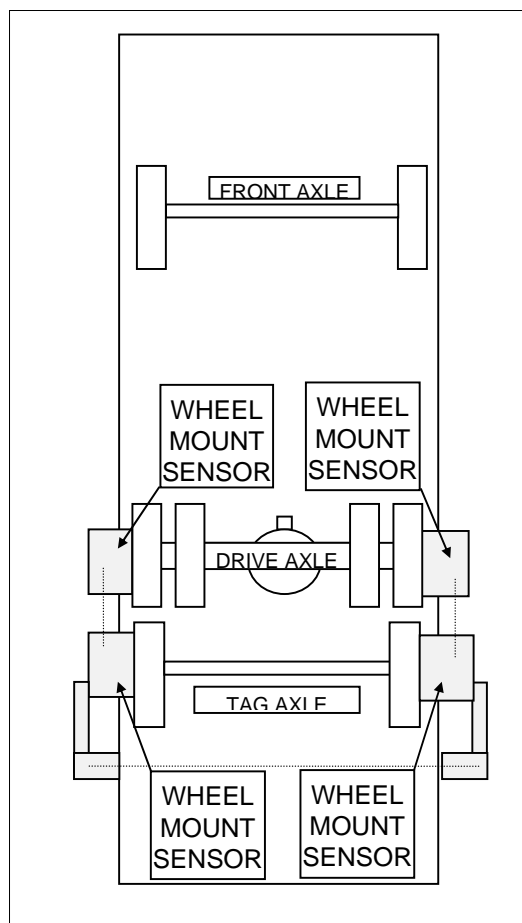 FRONT AXLE
WHEEL
MOUNT
SENSOR
WHEEL
MOUNT
SENSOR
DRIVE AXLE
TAG AXLE
WHEEL
MOUNT
SENSOR
WHEEL
MOUNT
SENSOR